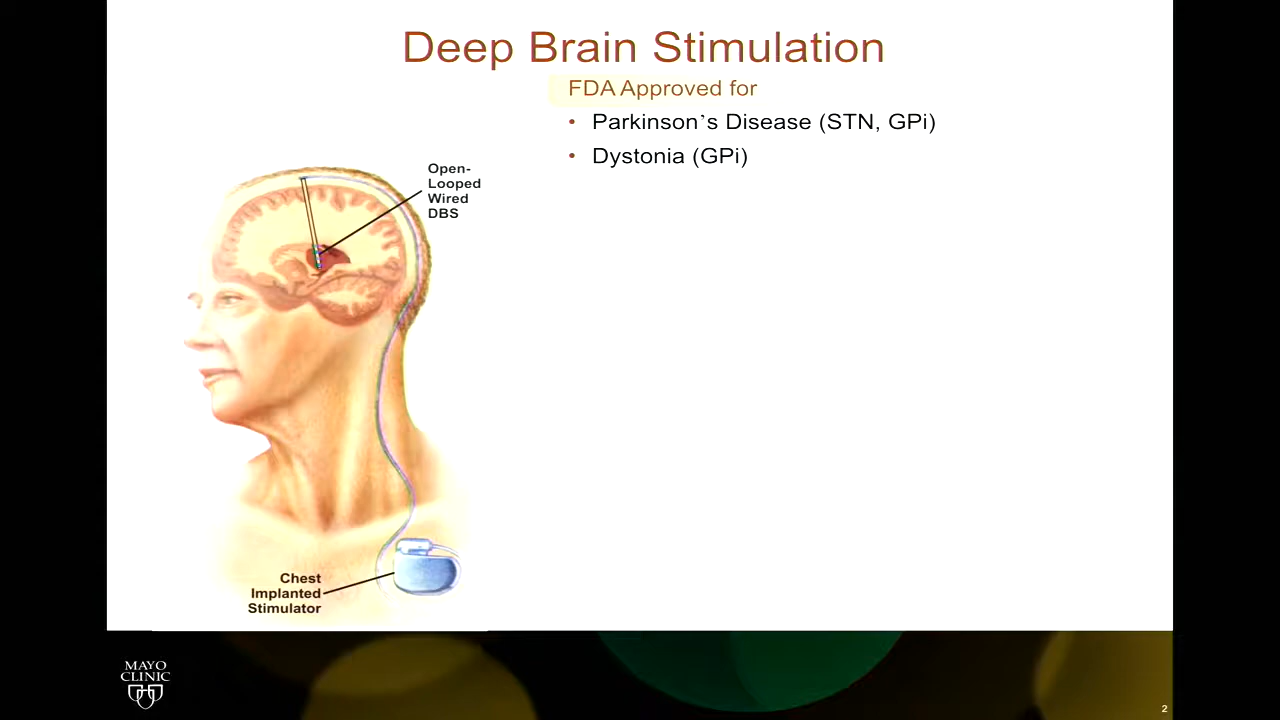 Deep Brain Stimulation
FDA Approved for
• Parkinson’s Disease (STN, GPi)
• Dystonia (GPi)
Open-
Looped
Wired
DBS
Chest
Implanted
Stimulator
MAYO
CLINIC
2